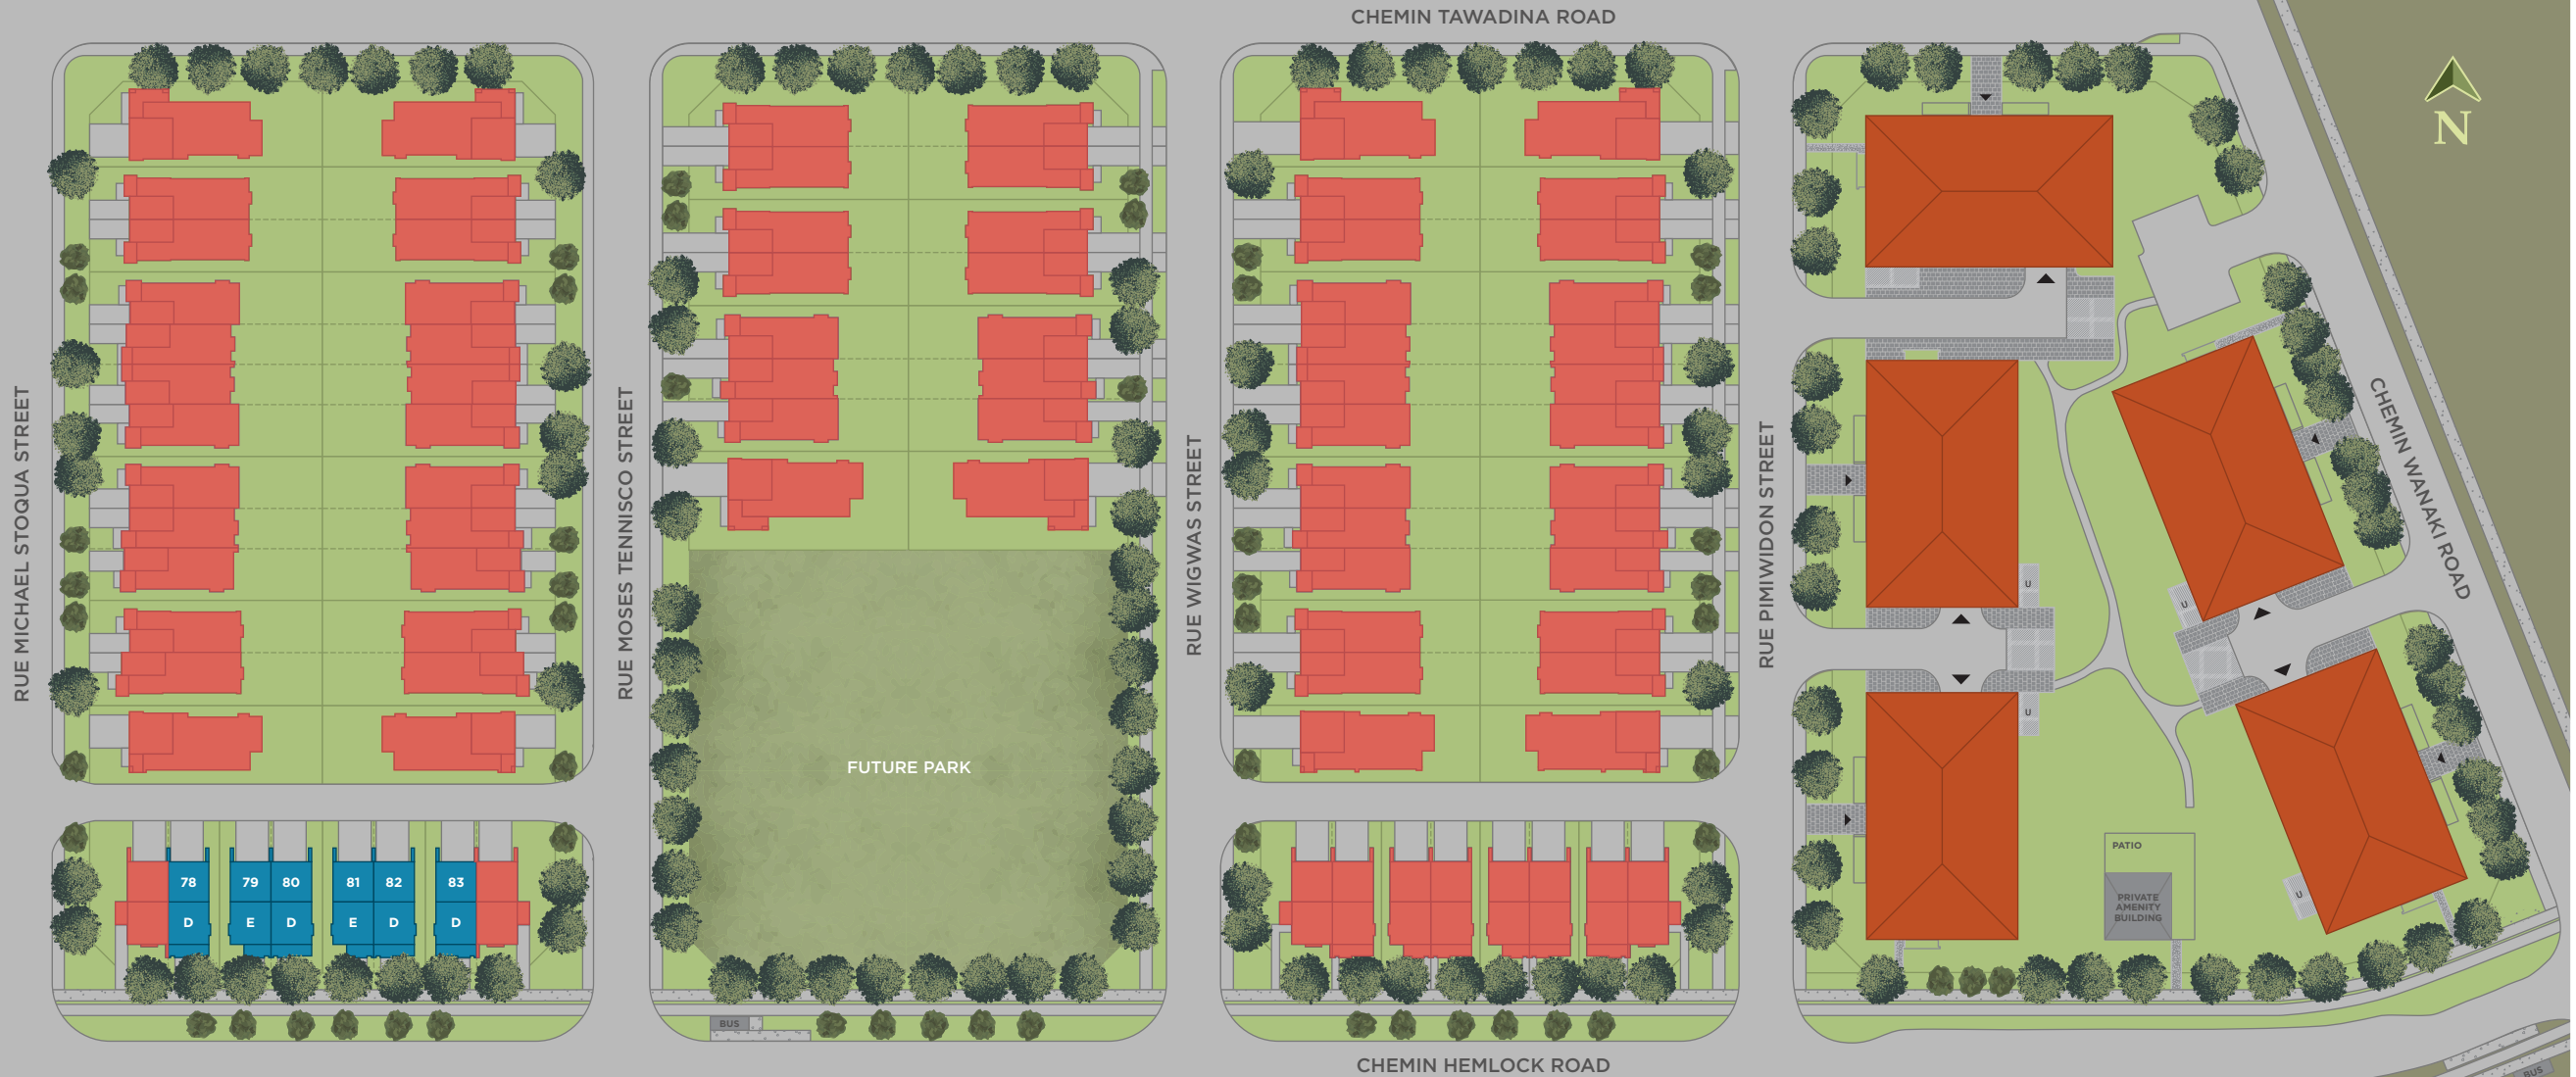 CHEMIN TAWADINA ROAD
N
RUE MICHAEL STOQUA STREET
RUE MOSES TENNISCO STREET
RUE WIGWAS STREET
RUE PIMIWIDON STREET
CHEMIN WANAKI ROAD
U
U
U
U
FUTURE PARK
PATIO
PRIVATE
AMENITY
BUILDING
78 79 80 81 82 83
D E D E D D
BUS
CHEMIN HEMLOCK ROAD
BUS